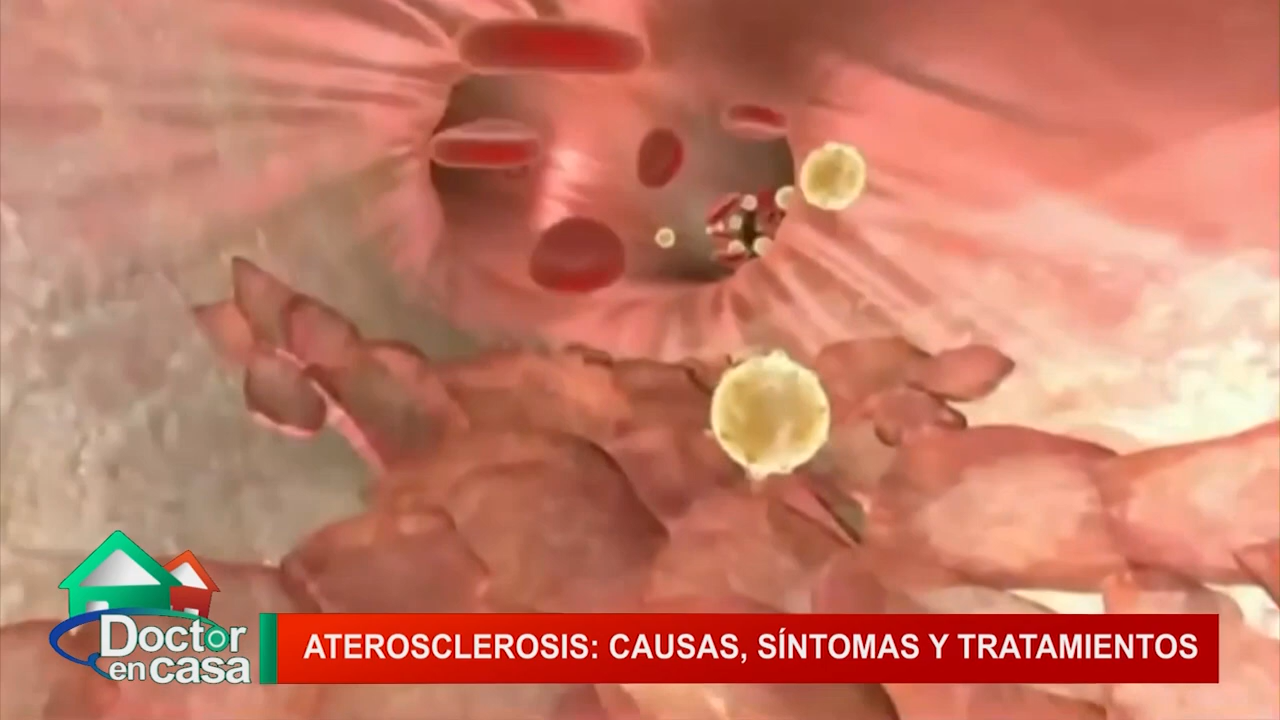 Doctor
en casa
ATEROSCLEROSIS: CAUSAS, SÍNTOMAS Y TRATAMIENTOS